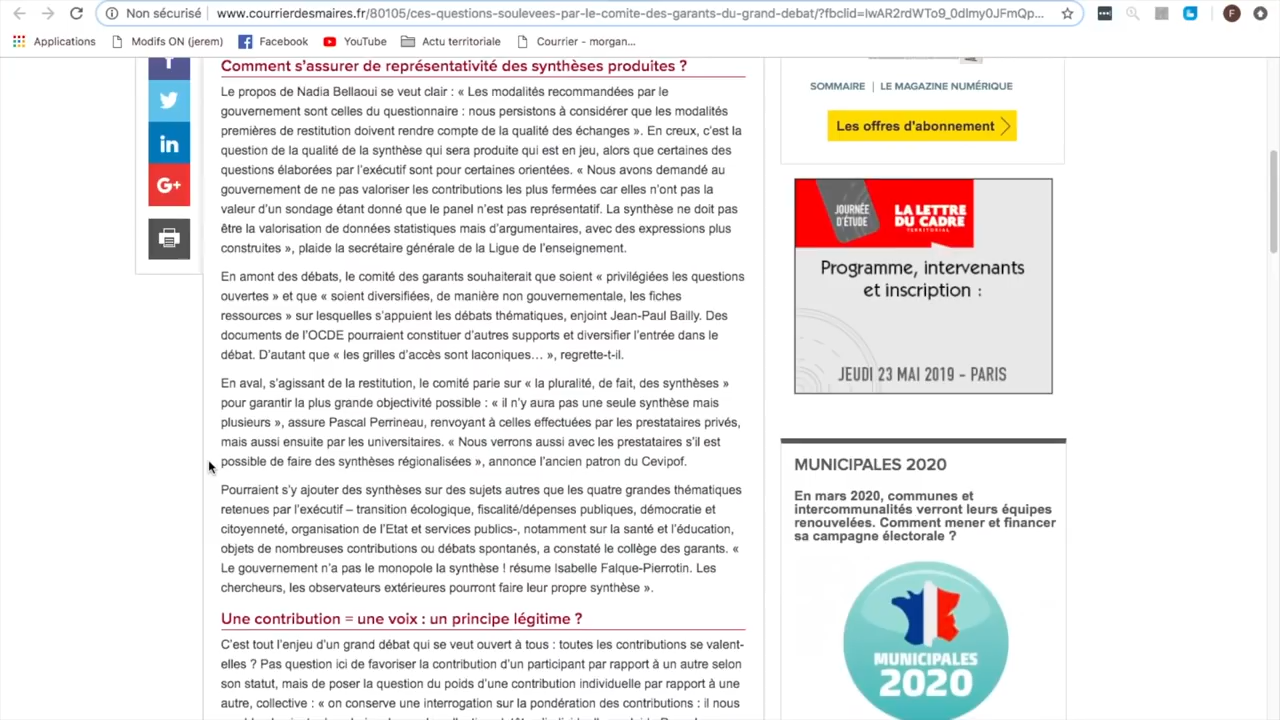 Non sécurisé
www.courrierdesmaires.fr/80105/ces-questions-soulevees-par-le-comite-des-garants-du-grand-debat/?fbclid=IwAR2rdWTo9_0dlmy0JFmQp...
F
Applications
Modifs ON (jerem)
Facebook
YouTube
Actu territoriale
Courrier - morgan...
f
in
G+
Comment s'assurer de représentativité des synthèses produites ?
Le propos de Nadia Bellaoui se veut clair : « Les modalités recommandées par le
gouvernement sont celles du questionnaire : nous persistons à considérer que les modalités
premières de restitution doivent rendre compte de la qualité des échanges ». En creux, c'est la
question de la qualité de la synthèse qui sera produite qui est en jeu, alors que certaines des
questions élaborées par l'exécutif sont pour certaines orientées. « Nous avons demandé au
gouvernement de ne pas valoriser les contributions les plus fermées car elles n'ont pas la
valeur d'un sondage étant donné que le panel n'est pas représentatif. La synthèse ne doit pas
être la valorisation de données statistiques mais d'argumentaires, avec des expressions plus
construites », plaide la secrétaire générale de la Ligue de l'enseignement.
En amont des débats, le comité des garants souhaiterait que soient « privilégiées les questions
ouvertes » et que « soient diversifiées, de manière non gouvernementale, les fiches
ressources » sur lesquelles s'appuient les débats thématiques, enjoint Jean-Paul Bailly. Des
documents de l'OCDE pourraient constituer d'autres supports et diversifier l'entrée dans le
débat. D'autant que « les grilles d'accès sont laconiques… », regrette-t-il.
En aval, s'agissant de la restitution, le comité parie sur « la pluralité, de fait, des synthèses »
pour garantir la plus grande objectivité possible : « il n'y aura pas une seule synthèse mais
plusieurs », assure Pascal Perrineau, renvoyant à celles effectuées par les prestataires privés,
mais aussi ensuite par les universitaires. « Nous verrons aussi avec les prestataires s'il est
possible de faire des synthèses régionalisées », annonce l'ancien patron du Cevipof.
Pourraient s'y ajouter des synthèses sur des sujets autres que les quatre grandes thématiques
retenues par l'exécutif – transition écologique, fiscalité/dépenses publiques, démocratie et
citoyenneté, organisation de l'Etat et services publics-, notamment sur la santé et l'éducation,
objets de nombreuses contributions ou débats spontanés, a constaté le collège des garants. «
Le gouvernement n'a pas le monopole la synthèse ! résume Isabelle Falque-Pierrotin. Les
chercheurs, les observateurs extérieures pourront faire leur propre synthèse ».
Une contribution = une voix : un principe légitime ?
C'est tout l'enjeu d'un grand débat qui se veut ouvert à tous : toutes les contributions se valent-
elles ? Pas question ici de favoriser la contribution d'un participant par rapport à un autre selon
son statut, mais de poser la question du poids d'une contribution individuelle par rapport à une
autre, collective : « on conserve une interrogation sur la pondération des contributions : il nous
SOMMAIRE | LE MAGAZINE NUMÉRIQUE
Les offres d'abonnement
JOURNÉE
D'ÉTUDE
LA LETTRE
DU CADRE
TERRITORIAL
Programme, intervenants
et inscription :
JEUDI 23 MAI 2019 - PARIS
MUNICIPALES 2020
En mars 2020, communes et
intercommunalités verront leurs équipes
renouvelées. Comment mener et financer
sa campagne électorale ?
MUNICIPALES
2020